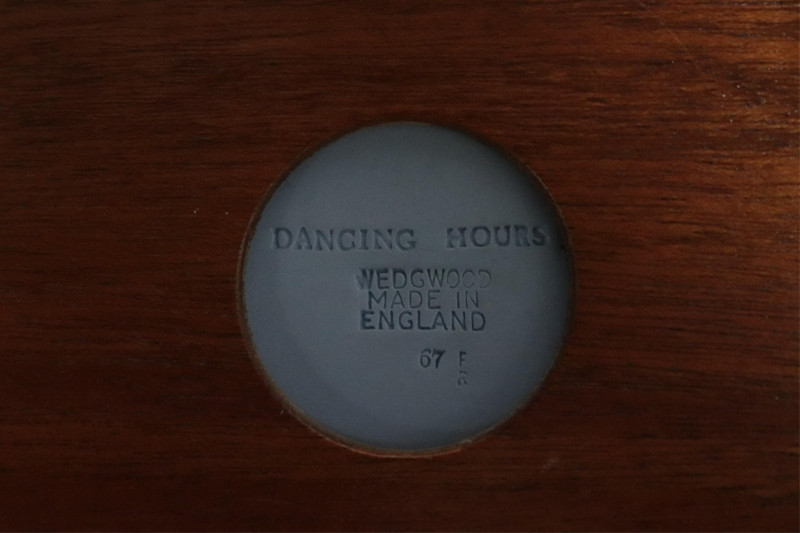 DANCING HOURS
WEDGWOOD
MADE IN
ENGLAND
67 F